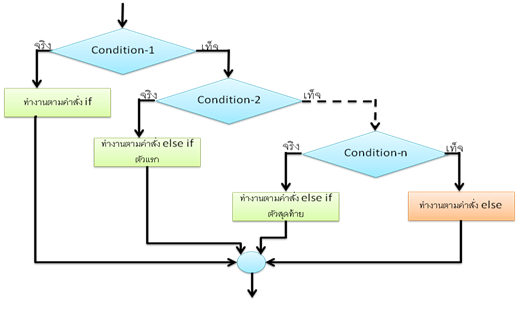 จริง
Condition-1
เท็จ
ทำงานตามคำสั่ง if
จริง
Condition-2
เท็จ
ทำงานตามคำสั่ง else if
ตัวแรก
จริง
Condition-n
เท็จ
ทำงานตามคำสั่ง else if
ตัวสุดท้าย
ทำงานตามคำสั่ง else